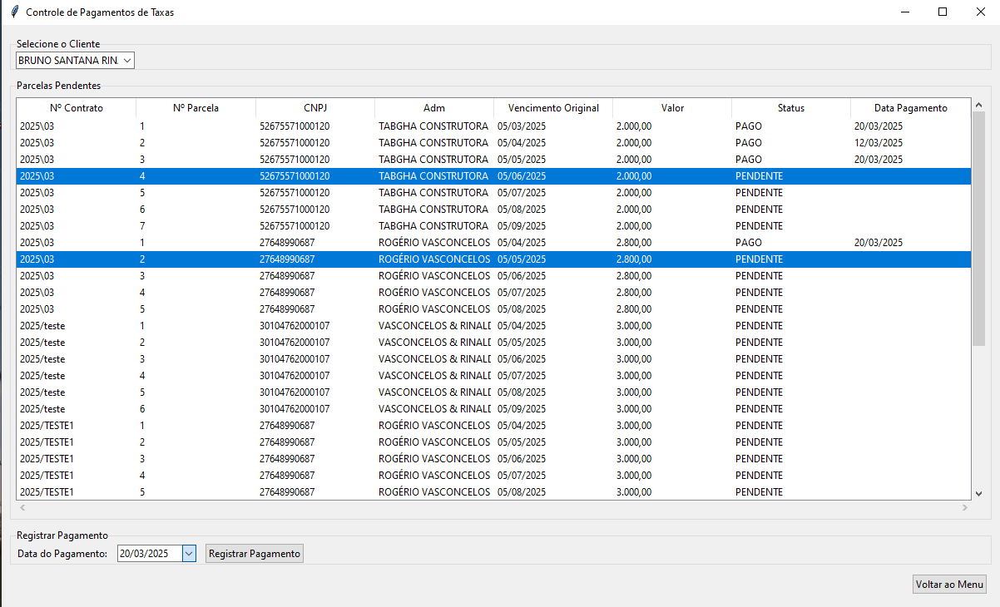 Controle de Pagamentos de Taxas
Selecione o Cliente
BRUNO SANTANA RIN
Parcelas Pendentes
Nº Contrato Nº Parcela CNPJ Adm Vencimento Original Valor Status Data Pagamento
2025\03 1 52675571000120 TABGHA CONSTRUTORA 05/03/2025 2.000,00 PAGO 20/03/2025
2025\03 2 52675571000120 TABGHA CONSTRUTORA 05/04/2025 2.000,00 PAGO 12/03/2025
2025\03 3 52675571000120 TABGHA CONSTRUTORA 05/05/2025 2.000,00 PAGO 20/03/2025
2025\03 4 52675571000120 TABGHA CONSTRUTORA 05/06/2025 2.000,00 PENDENTE
2025\03 5 52675571000120 TABGHA CONSTRUTORA 05/07/2025 2.000,00 PENDENTE
2025\03 6 52675571000120 TABGHA CONSTRUTORA 05/08/2025 2.000,00 PENDENTE
2025\03 7 52675571000120 TABGHA CONSTRUTORA 05/09/2025 2.000,00 PENDENTE
2025\03 1 27648990687 ROGÉRIO VASCONCELOS 05/04/2025 2.800,00 PAGO 20/03/2025
2025\03 2 27648990687 ROGÉRIO VASCONCELOS 05/05/2025 2.800,00 PENDENTE
2025\03 3 27648990687 ROGÉRIO VASCONCELOS 05/06/2025 2.800,00 PENDENTE
2025\03 4 27648990687 ROGÉRIO VASCONCELOS 05/07/2025 2.800,00 PENDENTE
2025\03 5 27648990687 ROGÉRIO VASCONCELOS 05/08/2025 2.800,00 PENDENTE
2025/teste 1 30104762000107 VASCONCELOS & RINALD 05/04/2025 3.000,00 PENDENTE
2025/teste 2 30104762000107 VASCONCELOS & RINALD 05/05/2025 3.000,00 PENDENTE
2025/teste 3 30104762000107 VASCONCELOS & RINALD 05/06/2025 3.000,00 PENDENTE
2025/teste 4 30104762000107 VASCONCELOS & RINALD 05/07/2025 3.000,00 PENDENTE
2025/teste 5 30104762000107 VASCONCELOS & RINALD 05/08/2025 3.000,00 PENDENTE
2025/teste 6 30104762000107 VASCONCELOS & RINALD 05/09/2025 3.000,00 PENDENTE
2025/TESTE1 1 27648990687 ROGÉRIO VASCONCELOS 05/04/2025 3.000,00 PENDENTE
2025/TESTE1 2 27648990687 ROGÉRIO VASCONCELOS 05/05/2025 3.000,00 PENDENTE
2025/TESTE1 3 27648990687 ROGÉRIO VASCONCELOS 05/06/2025 3.000,00 PENDENTE
2025/TESTE1 4 27648990687 ROGÉRIO VASCONCELOS 05/07/2025 3.000,00 PENDENTE
2025/TESTE1 5 27648990687 ROGÉRIO VASCONCELOS 05/08/2025 3.000,00 PENDENTE
Registrar Pagamento
Data do Pagamento: 20/03/2025 Registrar Pagamento
Voltar ao Menu